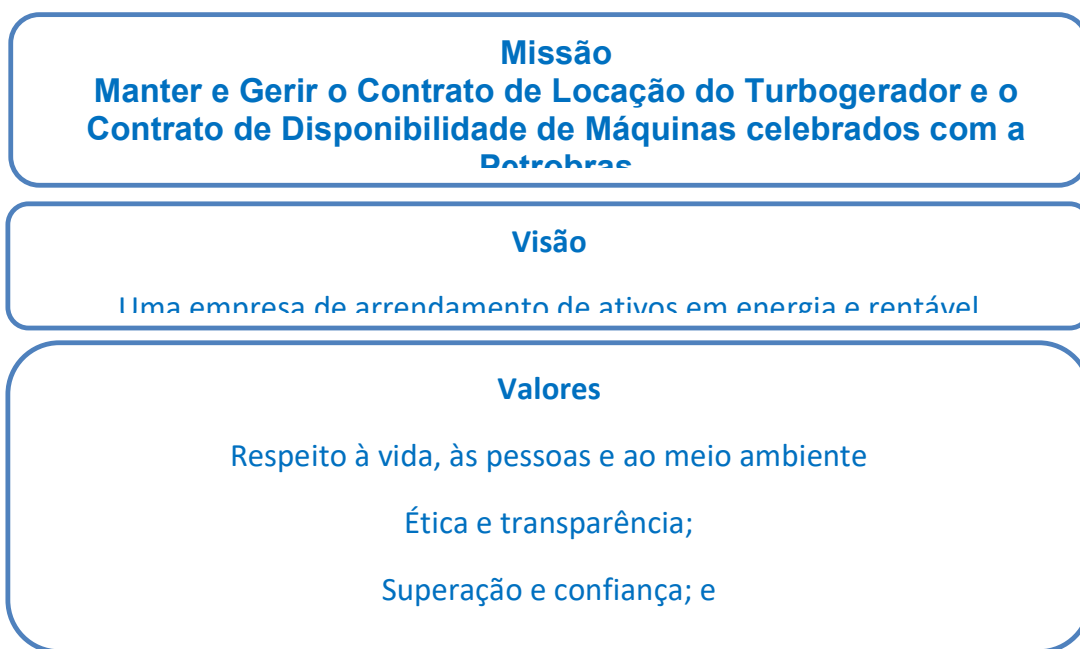 Missão
Manter e Gerir o Contrato de Locação do Turbogerador e o
Contrato de Disponibilidade de Máquinas celebrados com a
Petrobras
Visão
Uma empresa de arrendamento de ativos em energia e rentável
Valores
Respeito à vida, às pessoas e ao meio ambiente
Ética e transparência;
Superação e confiança; e